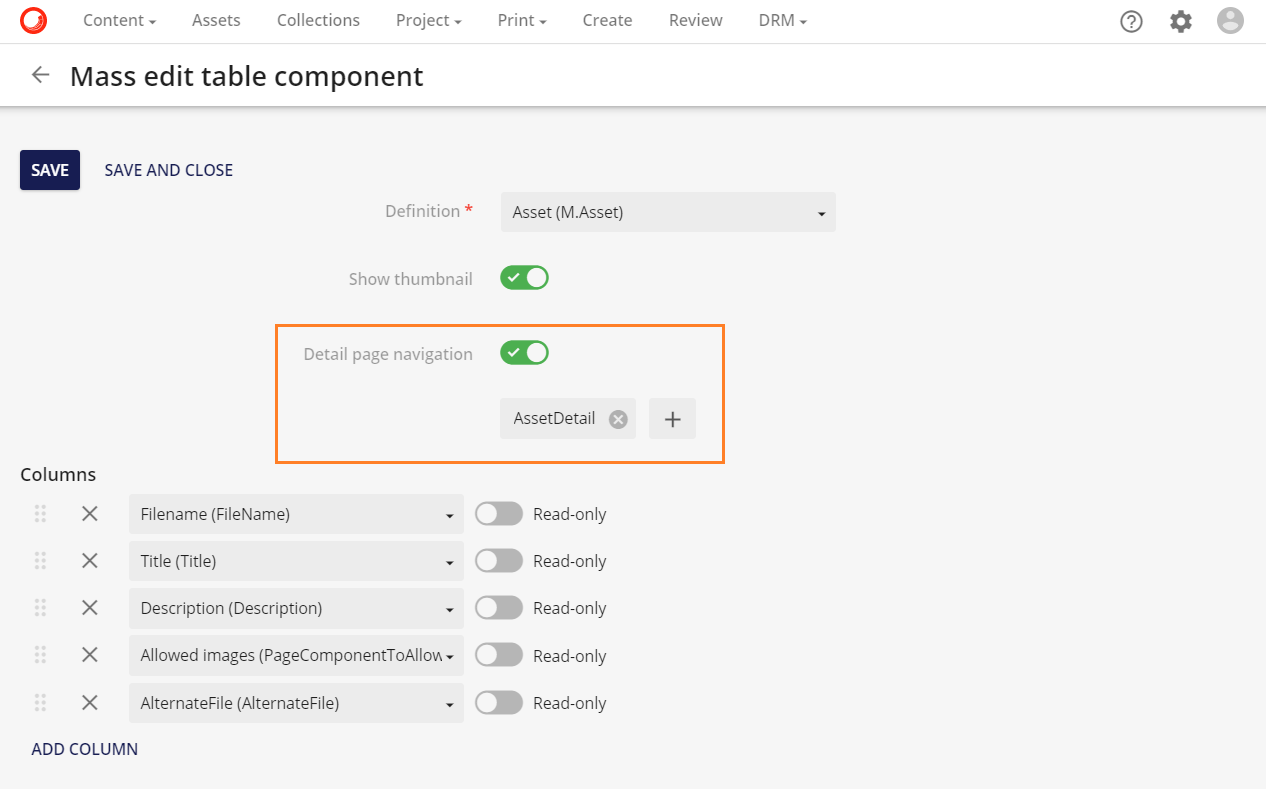 Content Assets Collections Project Print Create Review DRM
Mass edit table component
SAVE SAVE AND CLOSE
Definition * Asset (M.Asset)
Show thumbnail
Detail page navigation
AssetDetail
Columns
Filename (FileName) Read-only
Title (Title) Read-only
Description (Description) Read-only
Allowed images (PageComponentToAllow Read-only
AlternateFile (AlternateFile) Read-only
ADD COLUMN